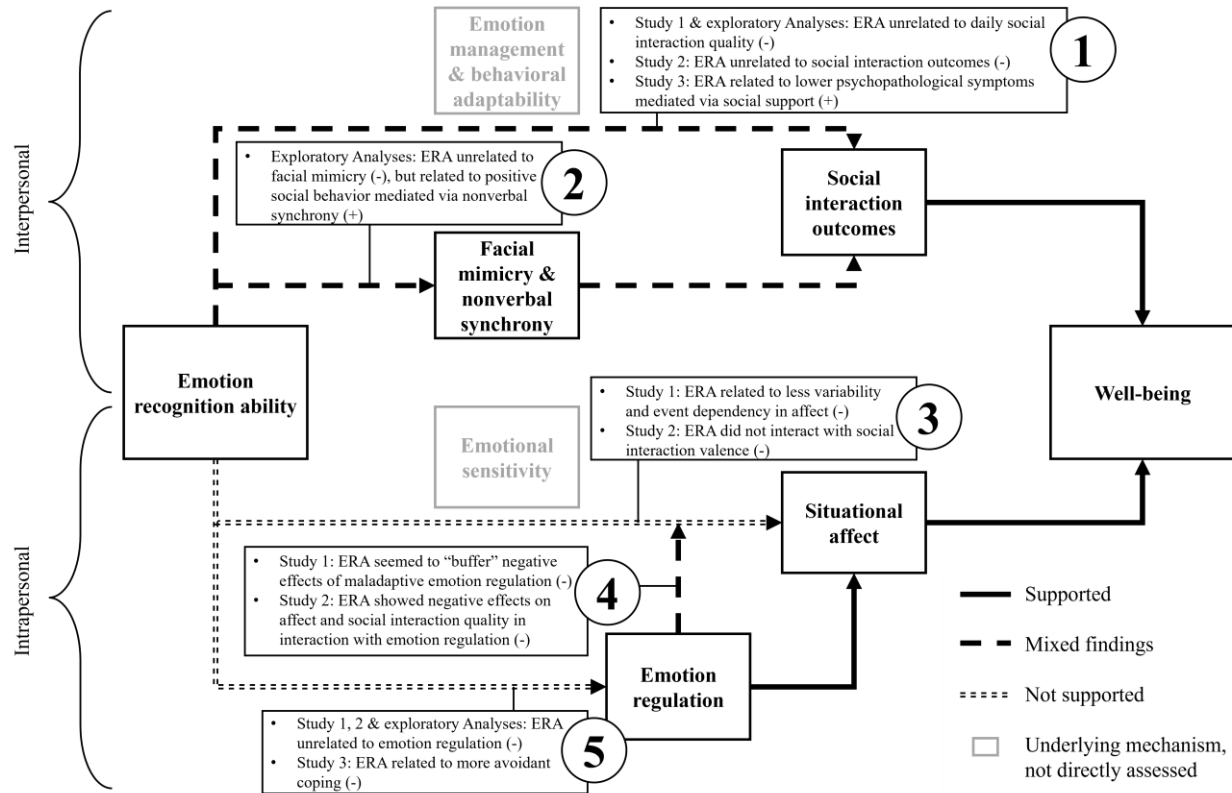 Interpersonal
Intrapersonal
Emotion
management
& behavioral
adaptability
• Study 1 & exploratory Analyses: ERA unrelated to daily social
interaction quality (-)
• Study 2: ERA unrelated to social interaction outcomes (-)
• Study 3: ERA related to lower psychopathological symptoms
mediated via social support (+)
1
• Exploratory Analyses: ERA unrelated to
facial mimicry (-), but related to positive
social behavior mediated via nonverbal
synchrony (+)
2
Social
interaction
outcomes
Facial
mimicry &
nonverbal
synchrony
Emotion
recognition ability
Well-being
• Study 1: ERA related to less variability
and event dependency in affect (-)
• Study 2: ERA did not interact with social
interaction valence (-)
3
Emotional
sensitivity
Situational
affect
• Study 1: ERA seemed to “buffer” negative
effects of maladaptive emotion regulation (-)
• Study 2: ERA showed negative effects on
affect and social interaction quality in
interaction with emotion regulation (-)
4
Emotion
regulation
• Study 1, 2 & exploratory Analyses: ERA
unrelated to emotion regulation (-)
• Study 3: ERA related to more avoidant
coping (-)
5
Supported
Mixed findings
Not supported
Underlying mechanism,
not directly assessed